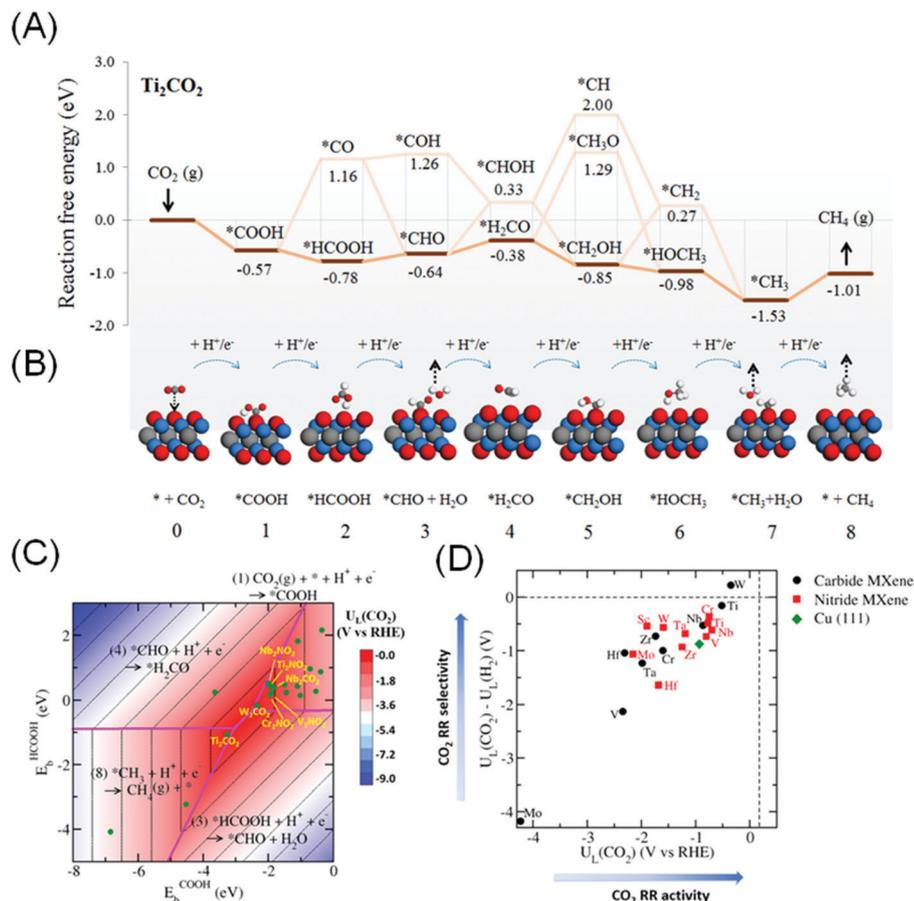 (A)
3.0
2.0
1.0
0.0
-1.0
-2.0
Reaction free energy (eV)
Ti₂CO₂
CO₂ (g)
*COOH
-0.57
*CO
1.16
*HCOOH
-0.78
*COH
1.26
*CHO
-0.64
*CHOH
0.33
*H₂CO
-0.38
*CH
2.00
*CH₃O
1.29
*CH₂OH
-0.85
*CH₂
0.27
*HOCH₃
-0.98
*CH₃
-1.53
CH₄ (g)
-1.01
(B)
+ H⁺/e⁻ + H⁺/e⁻ + H⁺/e⁻ + H⁺/e⁻ + H⁺/e⁻ + H⁺/e⁻ + H⁺/e⁻ + H⁺/e⁻
* + CO₂ *COOH *HCOOH *CHO + H₂O *H₂CO *CH₂OH *HOCH₃ *CH₃+H₂O * + CH₄
0 1 2 3 4 5 6 7 8
(C)
(1) CO₂(g) + * + H⁺ + e⁻
→ *COOH
(4) *CHO + H⁺ + e⁻
→ *H₂CO
Nb₂NO₂
Ti₂NO₂
Nb₂CO₂
W₂CO₂
V₂NO₂
Cr₂NO₂
Ti₂CO₂
(8) *CH₃ + H⁺ + e⁻
→ CH₄(g) + *
(3) *HCOOH + H⁺ + e⁻
→ *CHO + H₂O
2
0
-2
-4
E_b^HCOOH (eV)
-8 -6 -4 -2 0
E_b^COOH (eV)
U_L(CO₂)
(V vs RHE)
-0.0
-1.8
-3.6
-5.4
-7.2
-9.0
(D)
CO₂ RR selectivity
U_L(CO₂) - U_L(H₂) (V)
0
-1
-2
-3
-4
W
Ti
Cr
Nb
Ti
Nb
V
Sc
W
Ta
Zr
Zr
Cr
Hf
Mo
Ta
Hf
V
Mo
-4 -3 -2 -1 0
U_L(CO₂) (V vs RHE)
CO₂ RR activity
Carbide MXene
Nitride MXene
Cu (111)